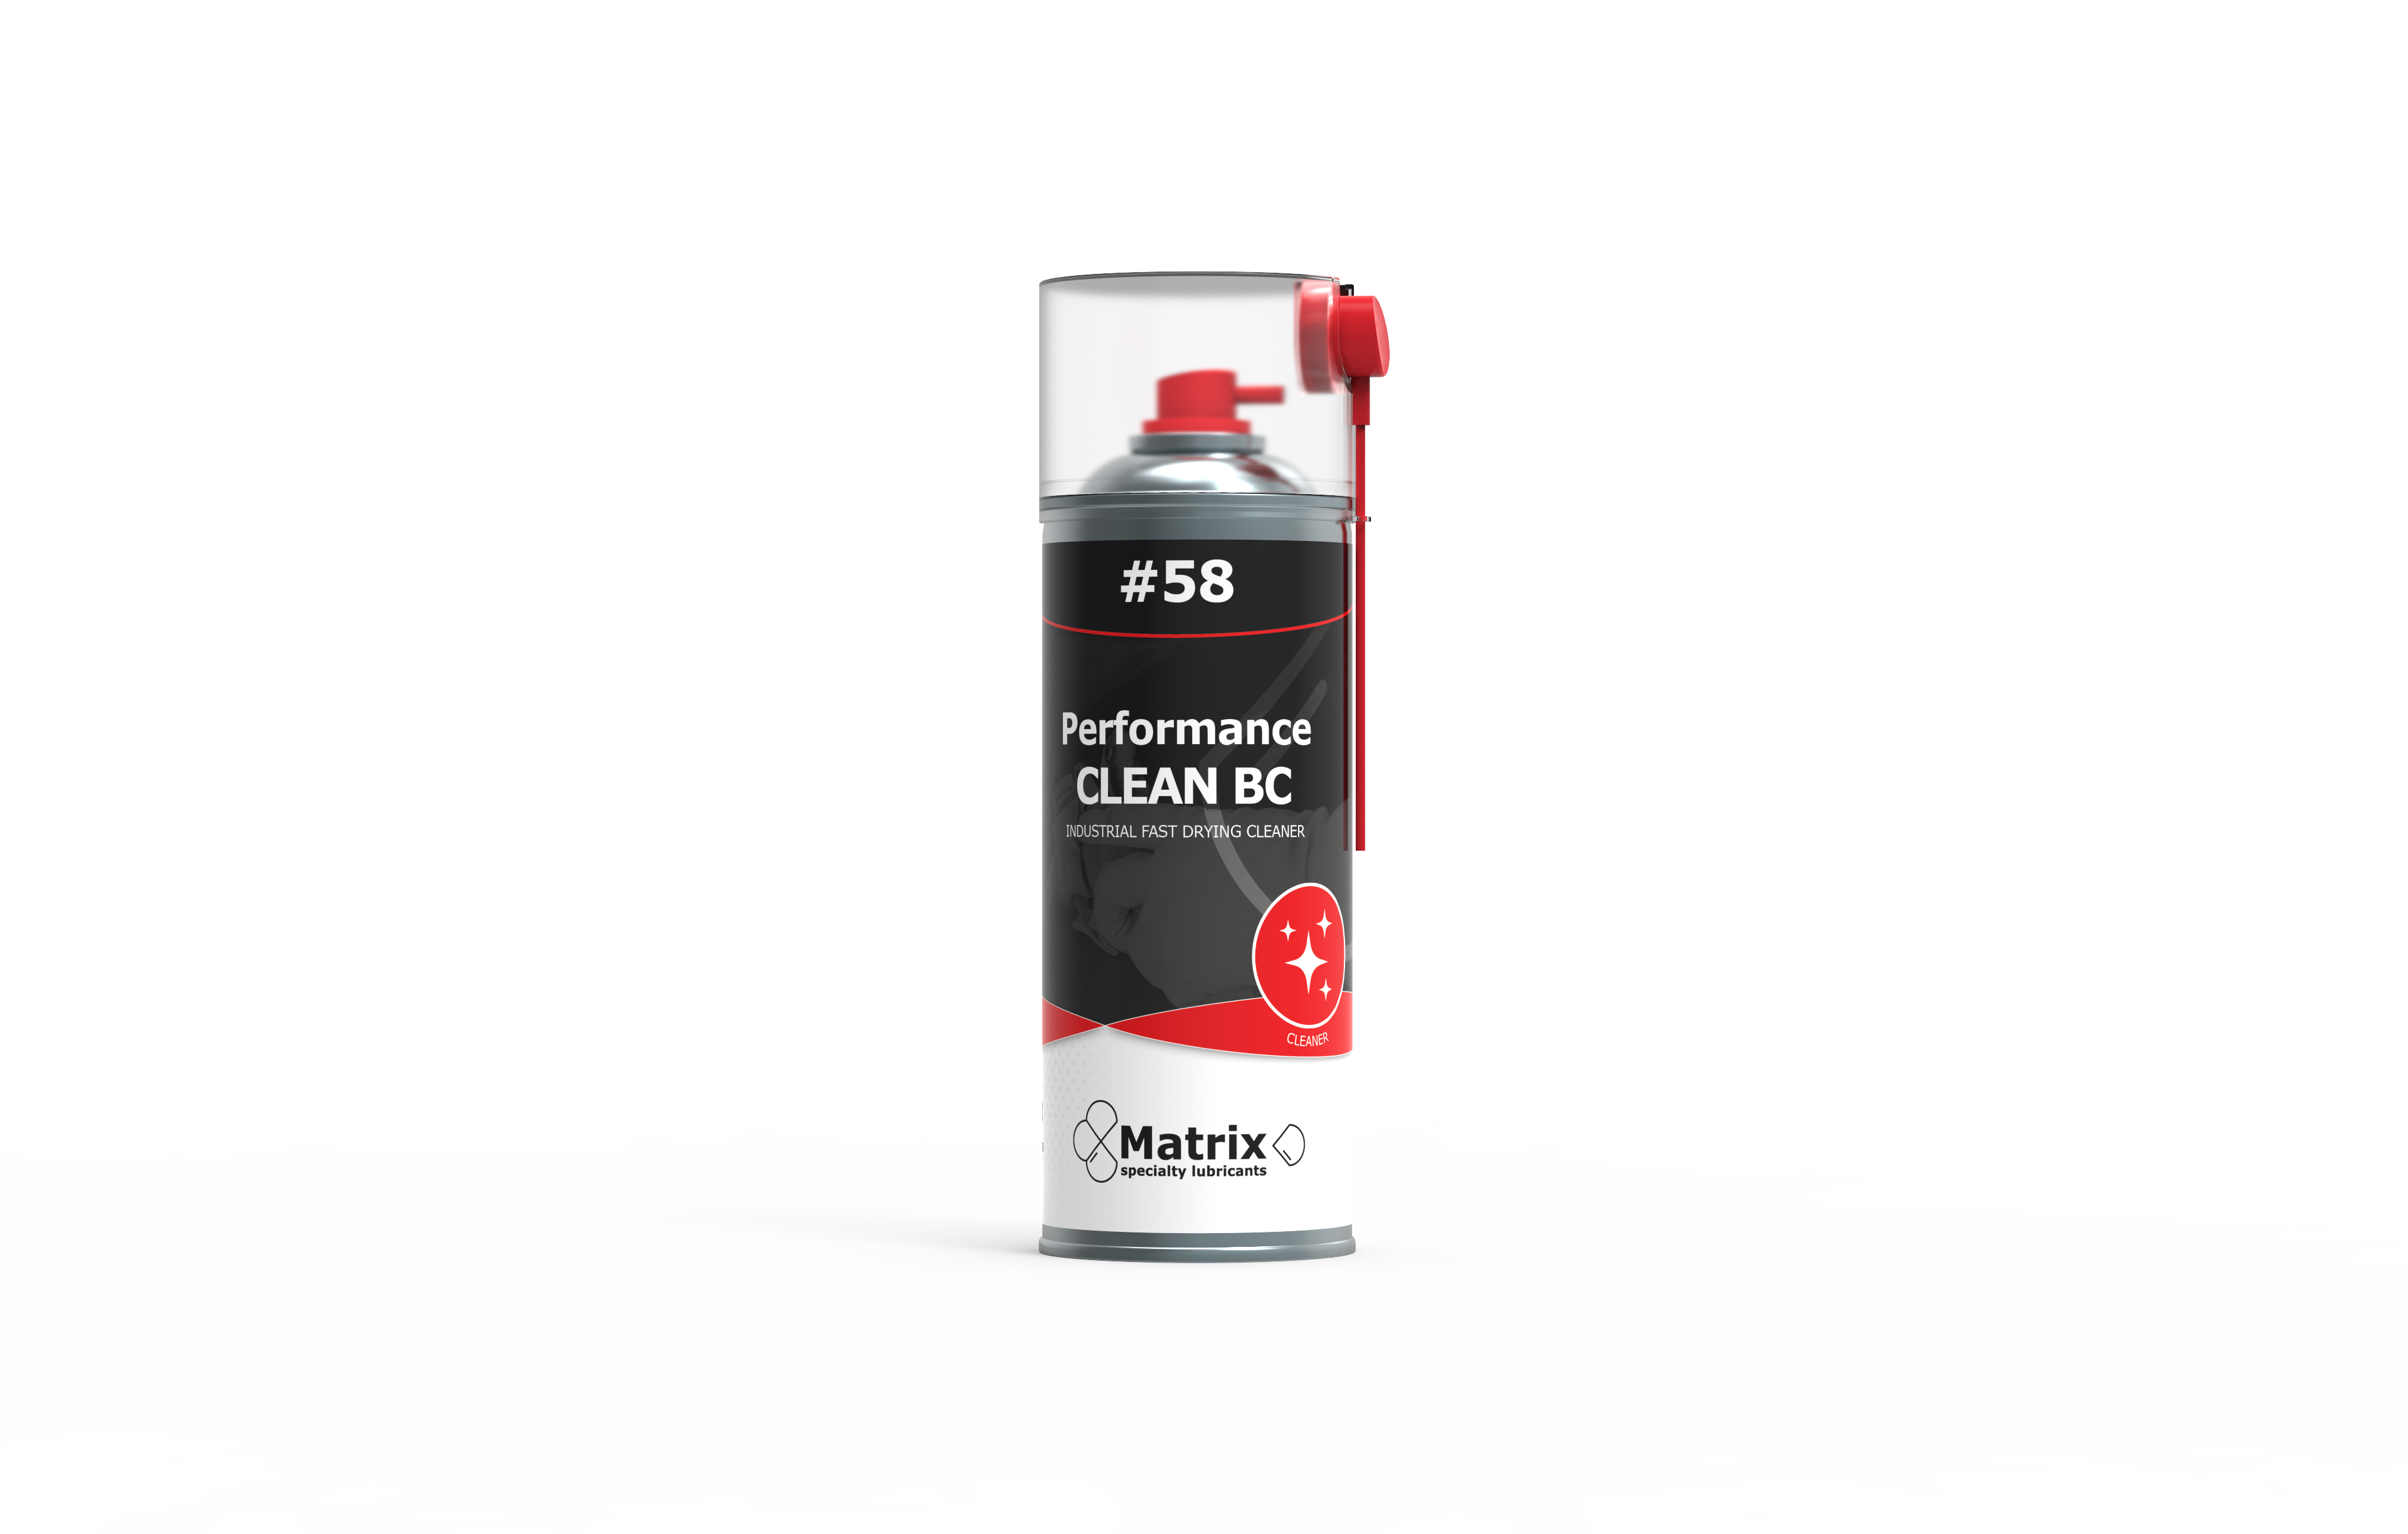 #58
Performance
CLEAN BC
INDUSTRIAL FAST DRYING CLEANER
CLEANER
Matrix
specialty lubricants